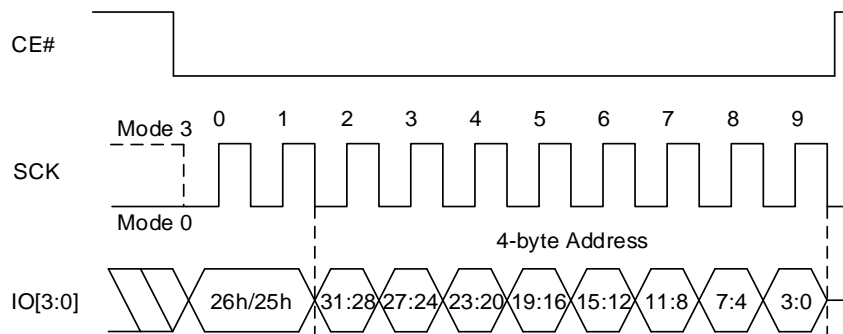 CE#
Mode 3 0 1 2 3 4 5 6 7 8 9
SCK
Mode 0
4-byte Address
IO[3:0] 26h/25h 31:28 27:24 23:20 19:16 15:12 11:8 7:4 3:0